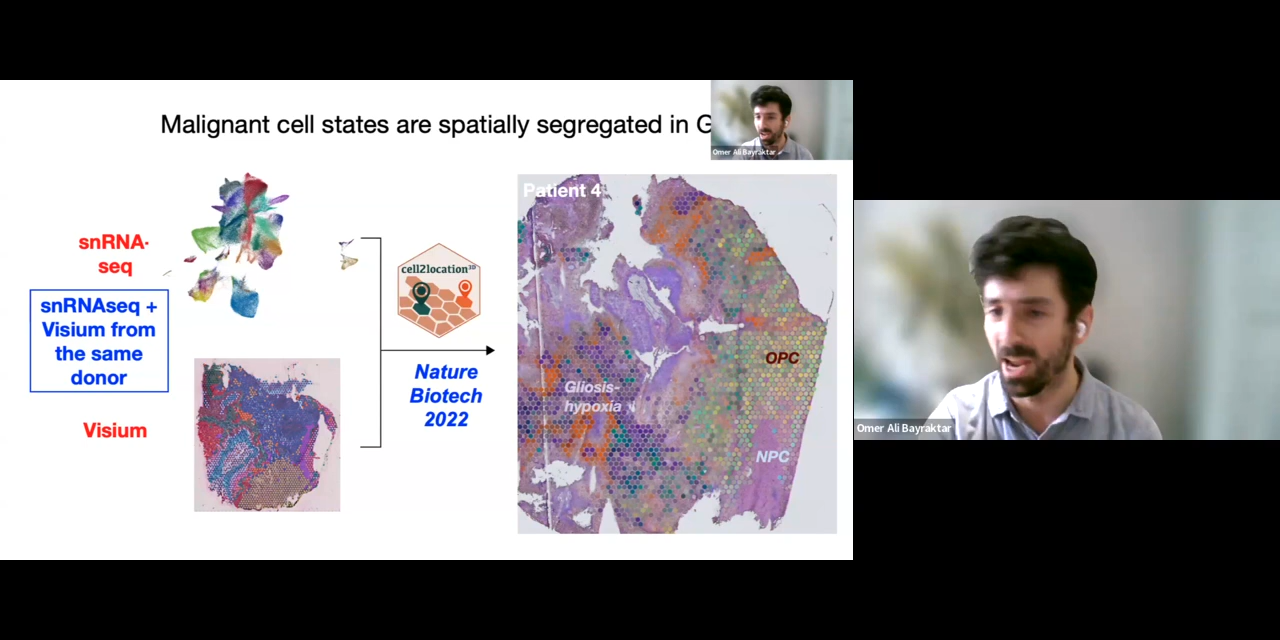 Malignant cell states are spatially segregated in G
Omer Ali Bayraktar
snRNA-
seq
snRNAseq +
Visium from
the same
donor
Visium
cell2location3D
Nature
Biotech
2022
Patient 4
Gliosis-
hypoxia
OPC
NPC
Omer Ali Bayraktar